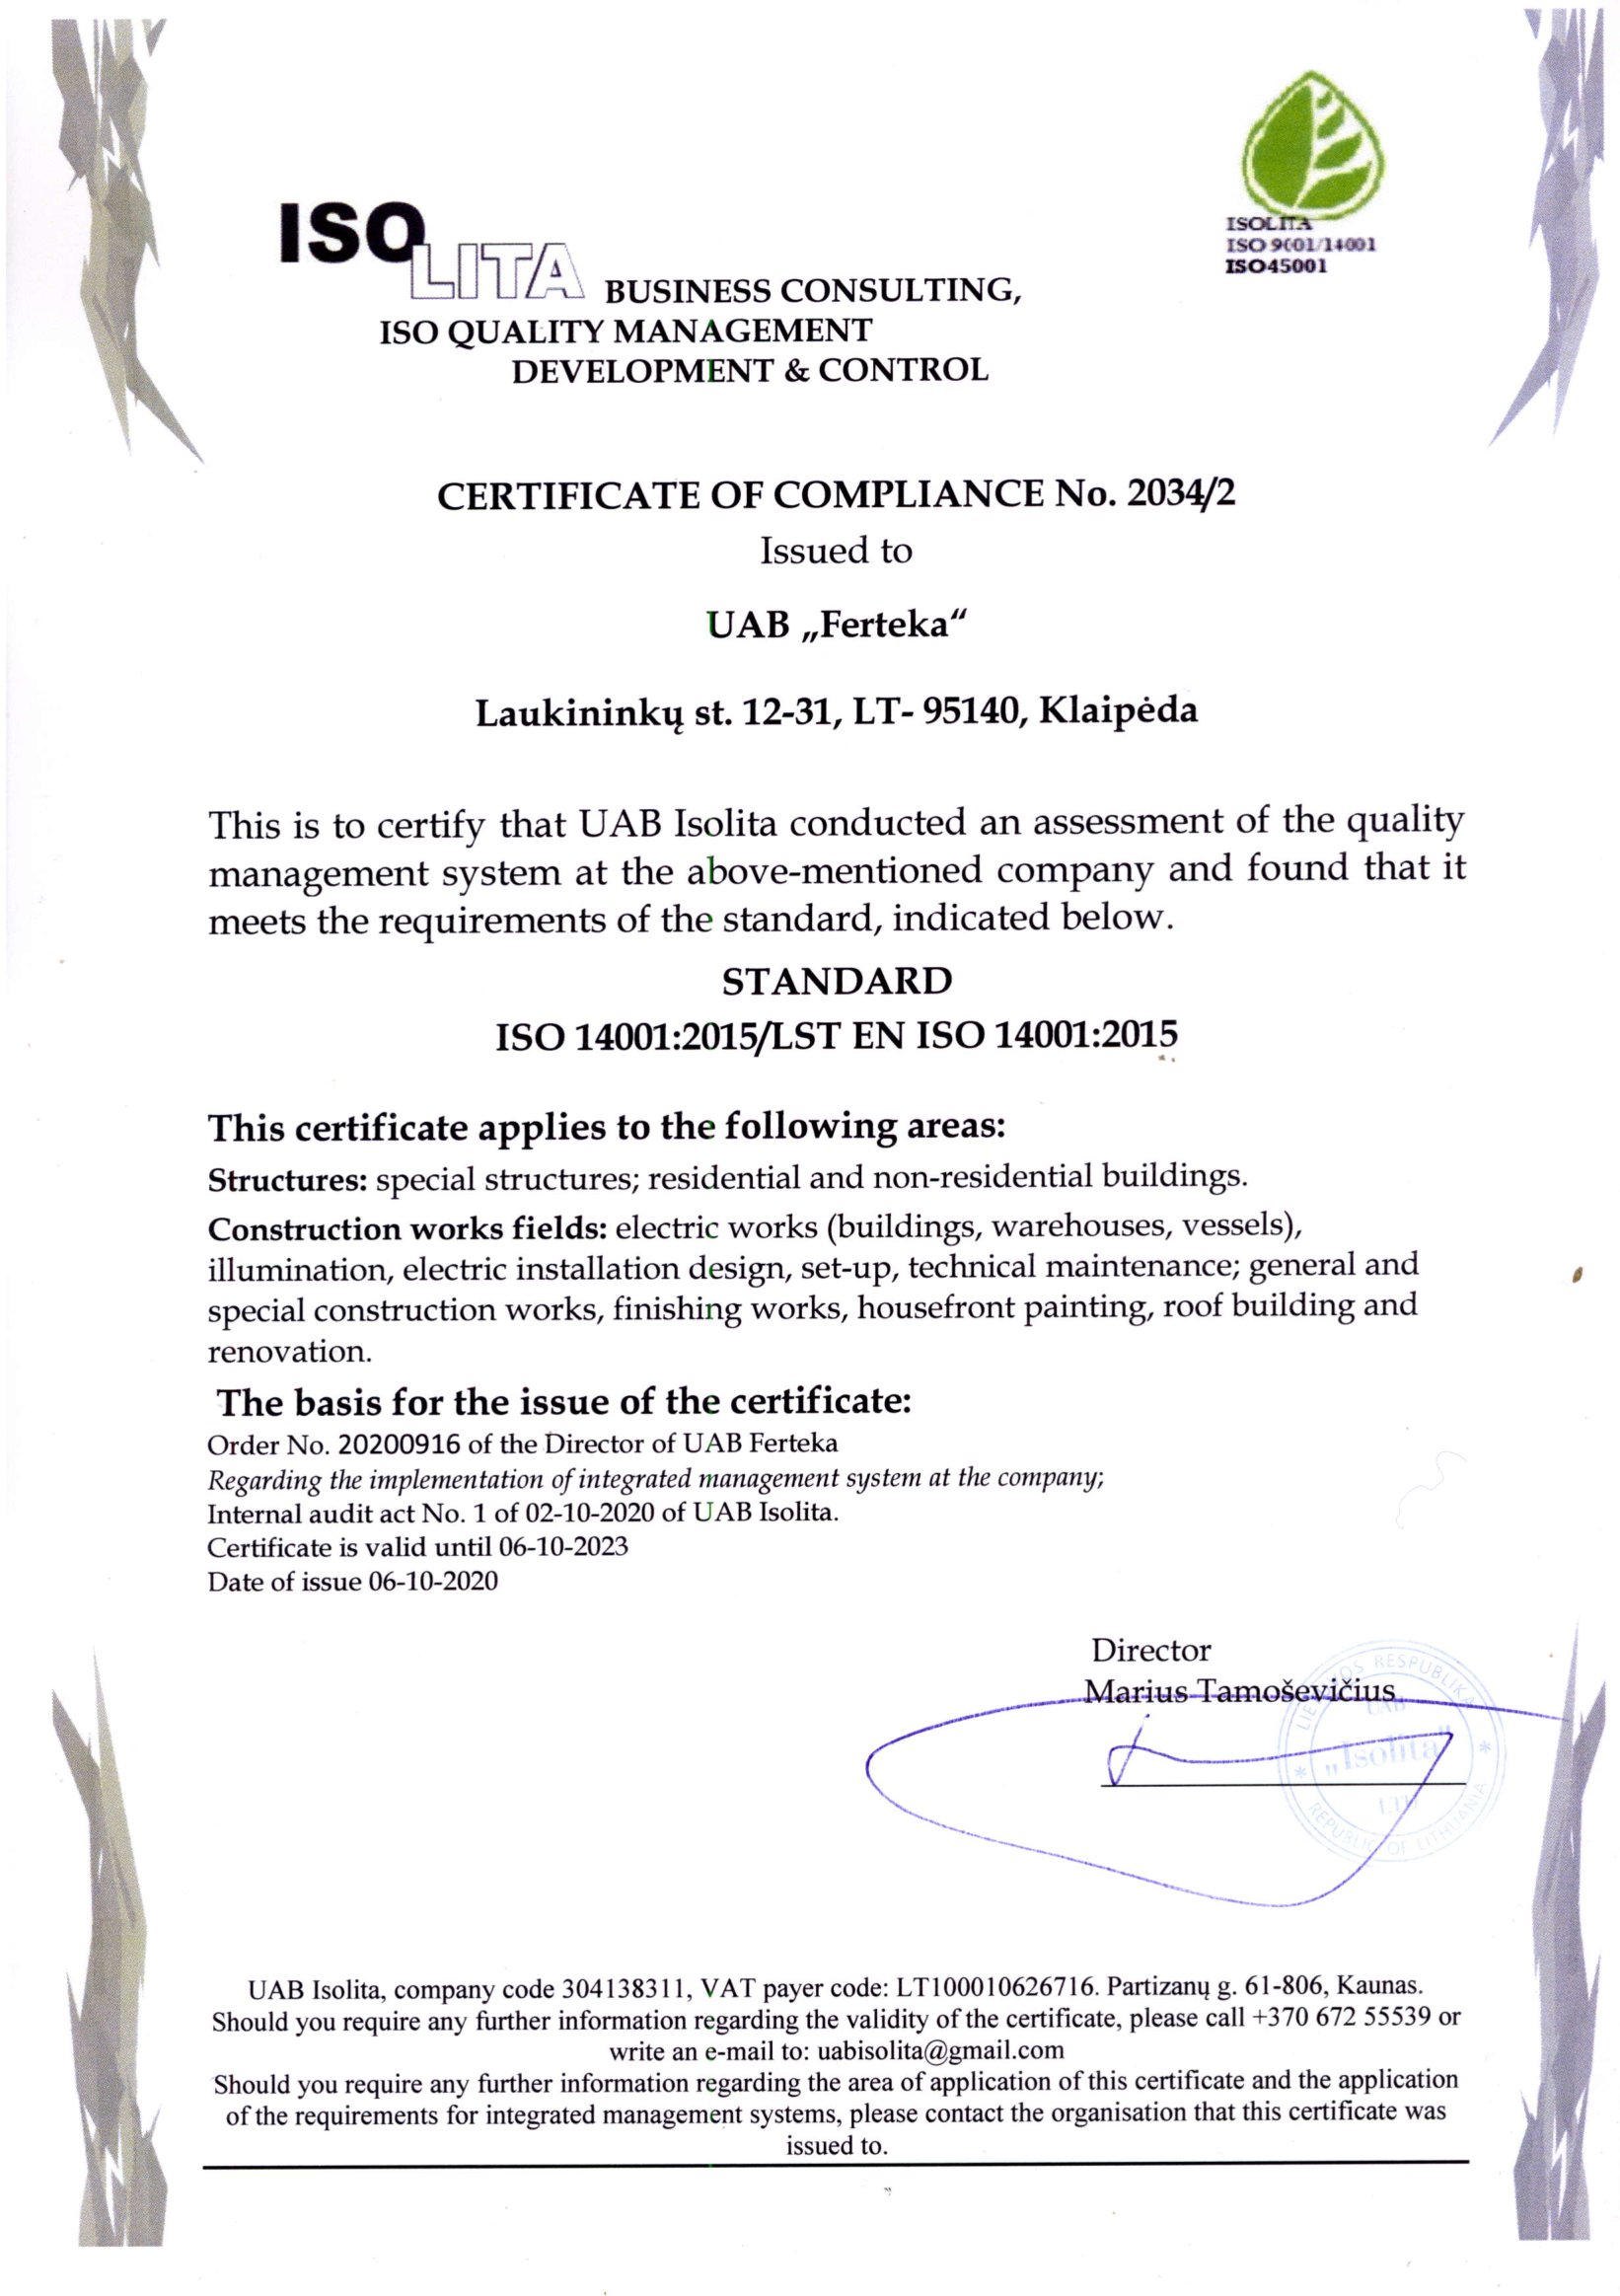 ISO
LITA BUSINESS CONSULTING,
ISO QUALITY MANAGEMENT
DEVELOPMENT & CONTROL
ISOLITA
ISO 9001/14001
ISO45001
CERTIFICATE OF COMPLIANCE No. 2034/2
Issued to
UAB „Ferteka“
Laukininkų st. 12-31, LT- 95140, Klaipėda
This is to certify that UAB Isolita conducted an assessment of the quality
management system at the above-mentioned company and found that it
meets the requirements of the standard, indicated below.
STANDARD
ISO 14001:2015/LST EN ISO 14001:2015
This certificate applies to the following areas:
Structures: special structures; residential and non-residential buildings.
Construction works fields: electric works (buildings, warehouses, vessels),
illumination, electric installation design, set-up, technical maintenance; general and
special construction works, finishing works, housefront painting, roof building and
renovation.
The basis for the issue of the certificate:
Order No. 20200916 of the Director of UAB Ferteka
Regarding the implementation of integrated management system at the company;
Internal audit act No. 1 of 02-10-2020 of UAB Isolita.
Certificate is valid until 06-10-2023
Date of issue 06-10-2020
Director
Marius Tamoševičius
LIETUVOS RESPUBLIKA
UAB
„Isolita"
LTD
REPUBLIC OF LITHUANIA
UAB Isolita, company code 304138311, VAT payer code: LT100010626716. Partizanų g. 61-806, Kaunas.
Should you require any further information regarding the validity of the certificate, please call +370 672 55539 or
write an e-mail to: uabisolita@gmail.com
Should you require any further information regarding the area of application of this certificate and the application
of the requirements for integrated management systems, please contact the organisation that this certificate was
issued to.